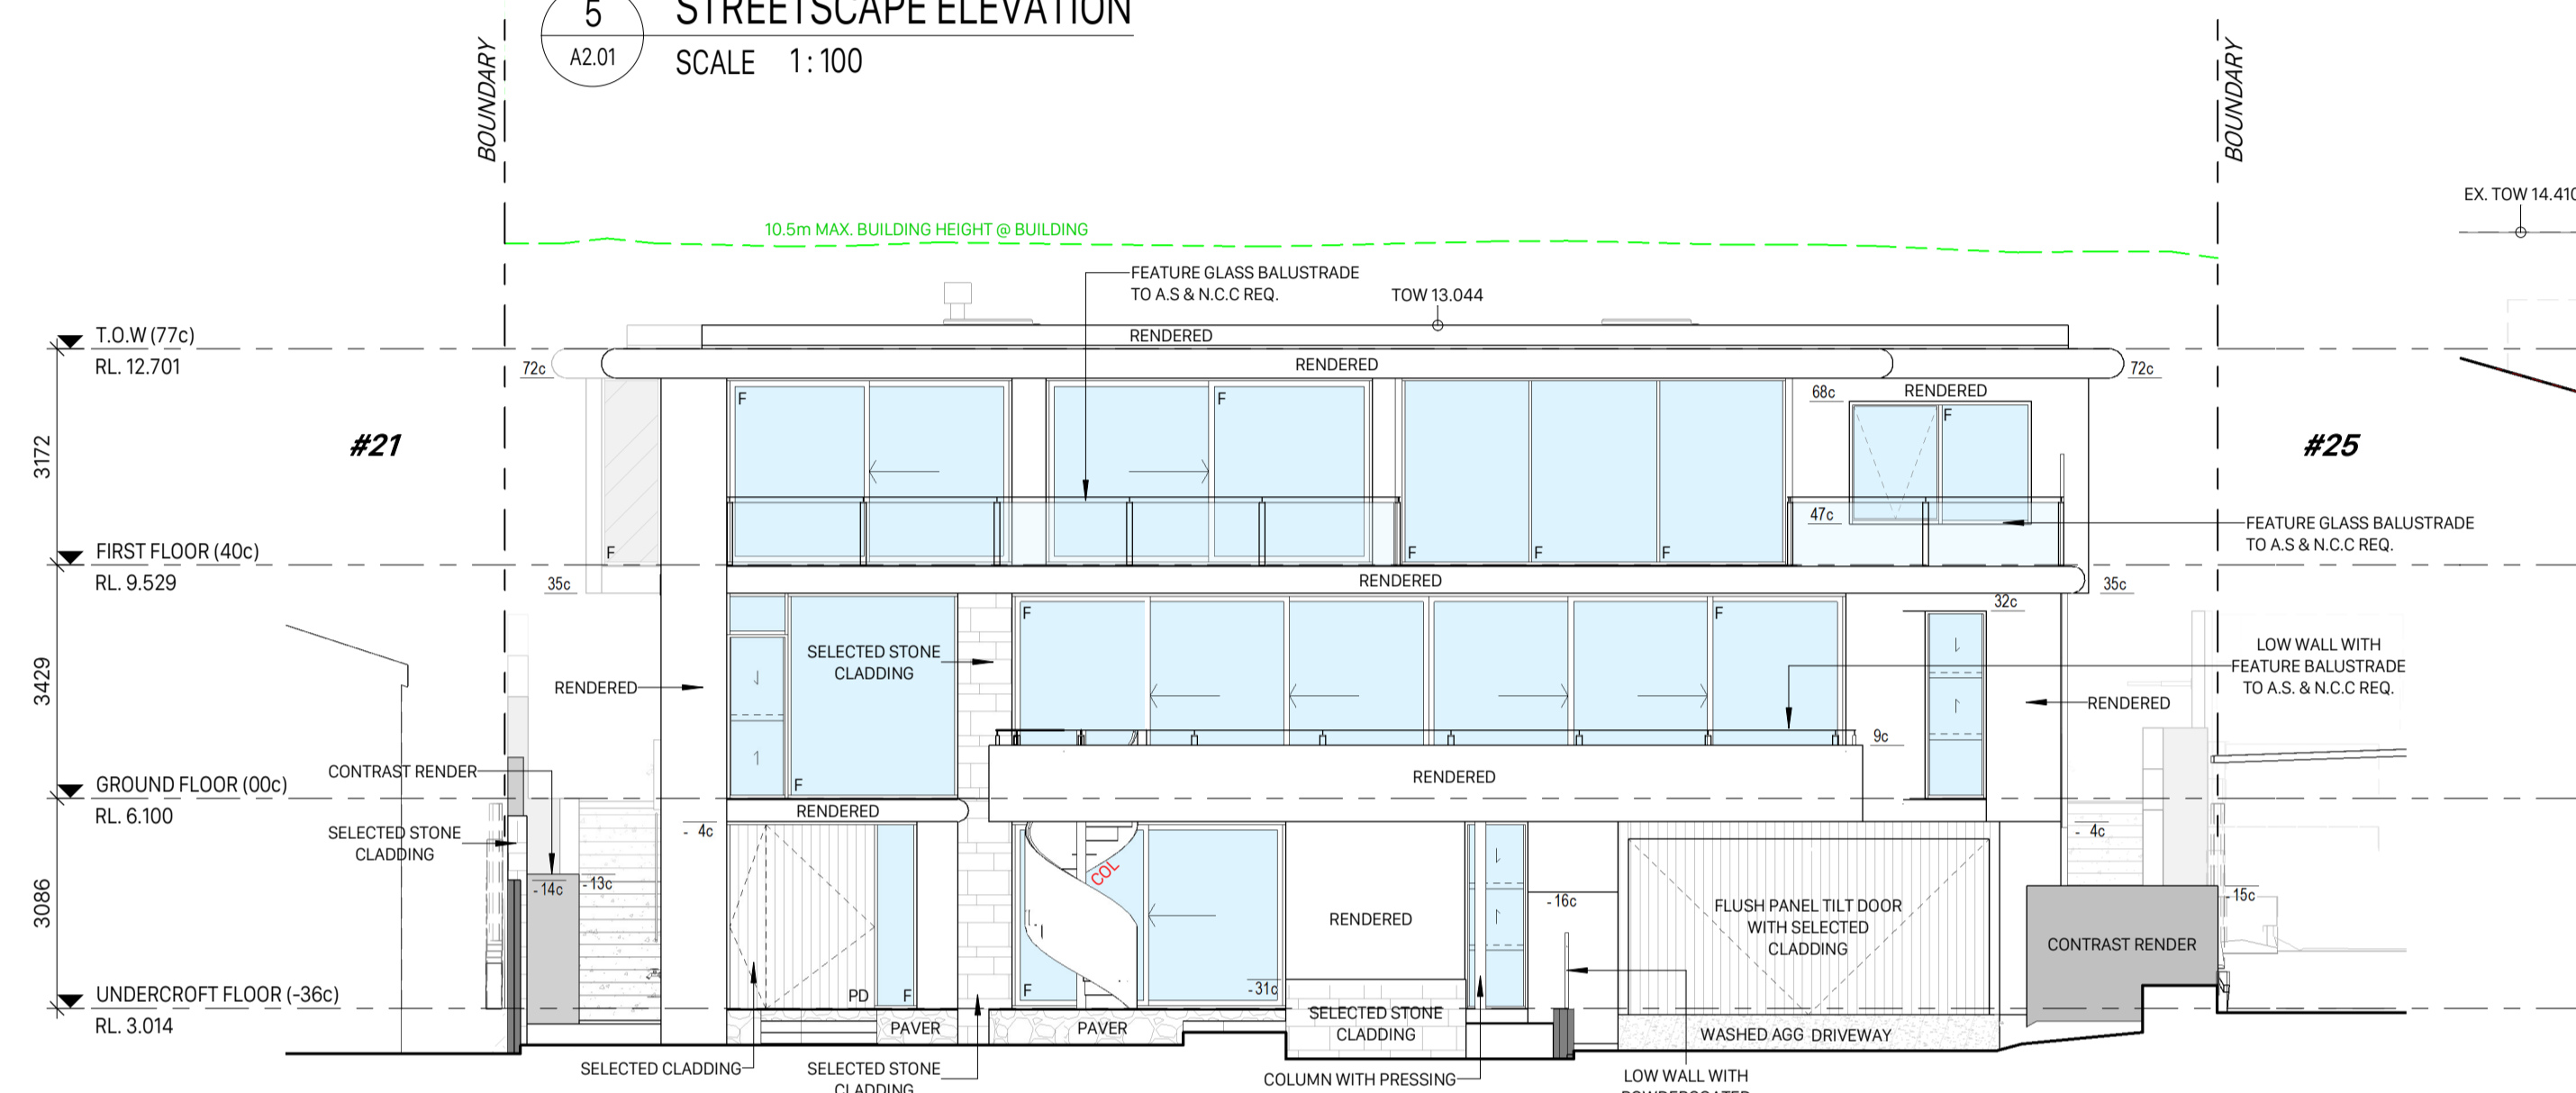 5
A2.01
STREETSCAPE ELEVATION
SCALE 1 : 100
BOUNDARY
BOUNDARY
EX. TOW 14.410
10.5m MAX. BUILDING HEIGHT @ BUILDING
FEATURE GLASS BALUSTRADE
TO A.S & N.C.C REQ.
TOW 13.044
T.O.W (77c)
RL. 12.701
RENDERED
RENDERED
72c
72c
RENDERED
68c
F
F
F
#21
#25
3172
47c
FEATURE GLASS BALUSTRADE
TO A.S & N.C.C REQ.
FIRST FLOOR (40c)
RL. 9.529
F
F
F
F
RENDERED
35c
35c
32c
F
F
SELECTED STONE
CLADDING
LOW WALL WITH
FEATURE BALUSTRADE
TO A.S. & N.C.C REQ.
3429
RENDERED
RENDERED
9c
CONTRAST RENDER
RENDERED
F
GROUND FLOOR (00c)
RL. 6.100
RENDERED
SELECTED STONE
CLADDING
- 4c
- 4c
COL
-14c
-13c
-15c
-16c
3086
RENDERED
FLUSH PANEL TILT DOOR
WITH SELECTED
CLADDING
CONTRAST RENDER
UNDERCROFT FLOOR (-36c)
RL. 3.014
PD
F
F
-31c
PAVER
PAVER
SELECTED STONE
CLADDING
WASHED AGG DRIVEWAY
SELECTED CLADDING
SELECTED STONE
CLADDING
COLUMN WITH PRESSING
LOW WALL WITH
POWDERCOATED